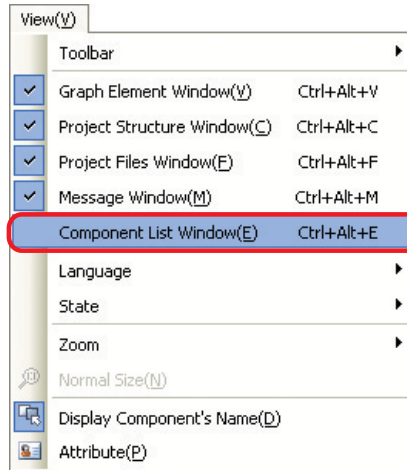 View(V)
Toolbar
Graph Element Window(V) Ctrl+Alt+V
Project Structure Window(C) Ctrl+Alt+C
Project Files Window(F) Ctrl+Alt+F
Message Window(M) Ctrl+Alt+M
Component List Window(E) Ctrl+Alt+E
Language
State
Zoom
Normal Size(N)
Display Component's Name(D)
Attribute(P)